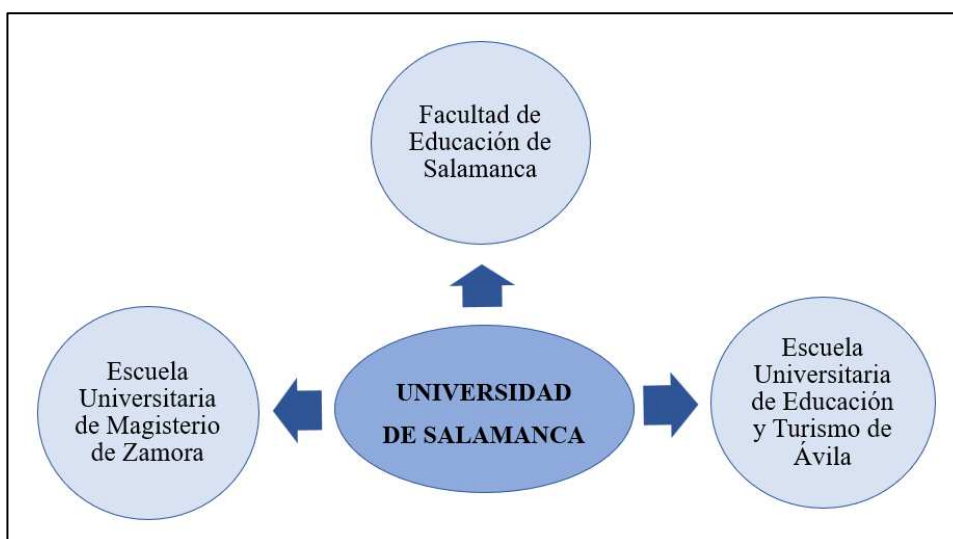 Facultad de
Educación de
Salamanca
Escuela
Universitaria
de Magisterio
de Zamora
UNIVERSIDAD
DE SALAMANCA
Escuela
Universitaria
de Educación
y Turismo de
Ávila